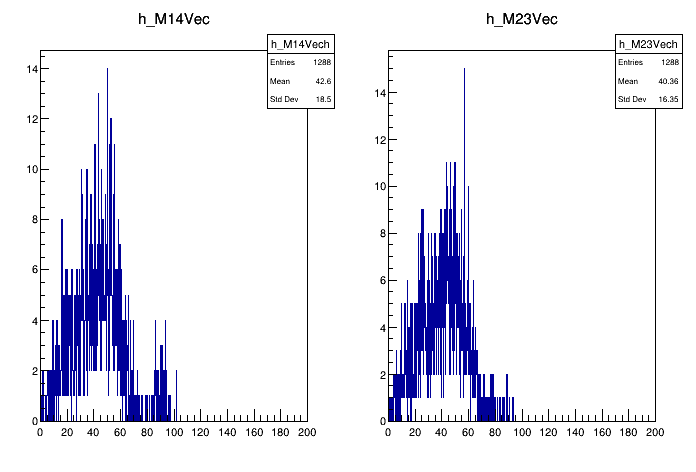 h_M14Vec
h_M14Vech
Entries 1288
Mean 42.6
Std Dev 18.5
14
12
10
8
6
4
2
0
0 20 40 60 80 100 120 140 160 180 200
h_M23Vec
h_M23Vech
Entries 1288
Mean 40.36
Std Dev 16.35
14
12
10
8
6
4
2
0
0 20 40 60 80 100 120 140 160 180 200